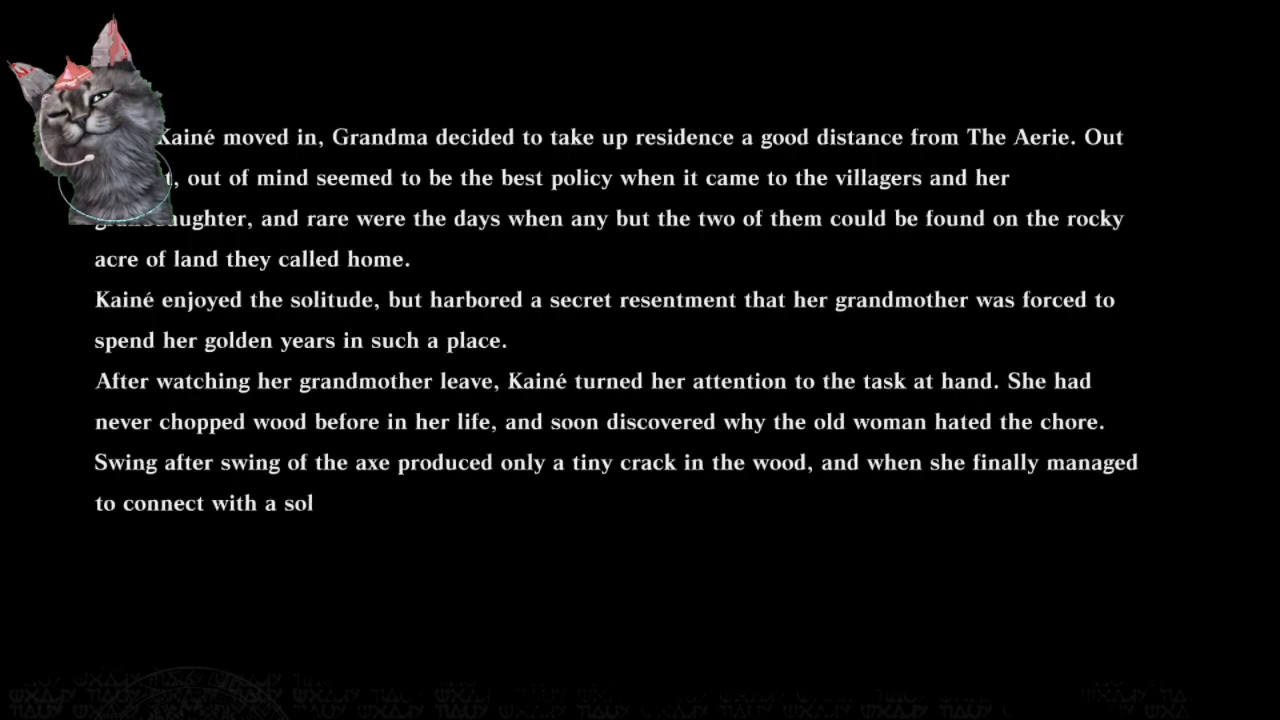 Kainé moved in, Grandma decided to take up residence a good distance from The Aerie. Out
out of mind seemed to be the best policy when it came to the villagers and her
and rare were the days when any but the two of them could be found on the rocky
acre of land they called home.
Kainé enjoyed the solitude, but harbored a secret resentment that her grandmother was forced to
spend her golden years in such a place.
After watching her grandmother leave, Kainé turned her attention to the task at hand. She had
never chopped wood before in her life, and soon discovered why the old woman hated the chore.
Swing after swing of the axe produced only a tiny crack in the wood, and when she finally managed
to connect with a sol